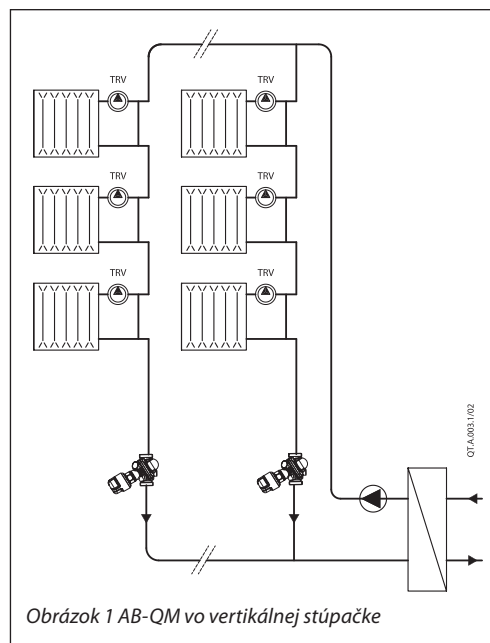 TRV TRV
TRV TRV
TRV TRV
QT.A.003.1/02
Obrázok 1 AB-QM vo vertikálnej stúpačke